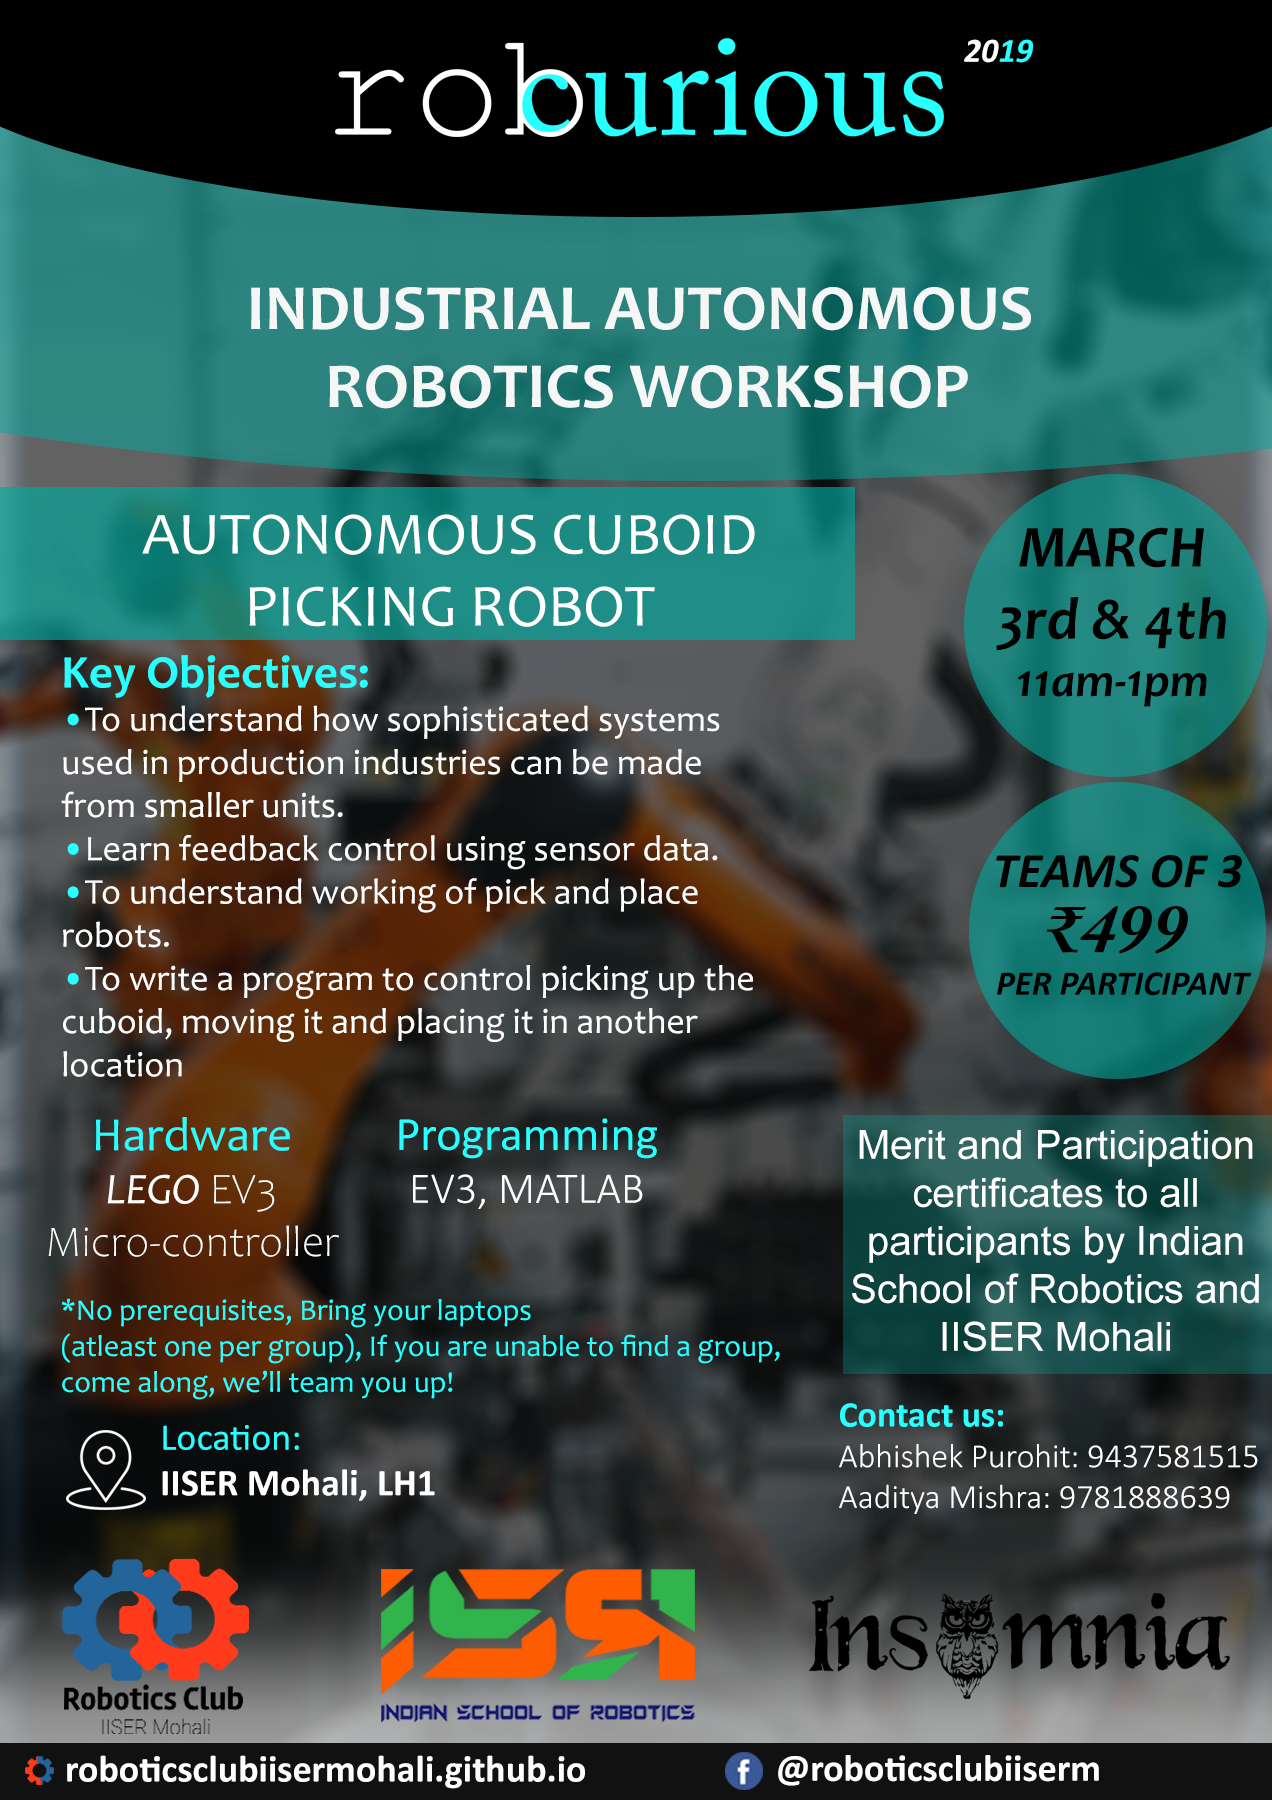 robcurious 2019
INDUSTRIAL AUTONOMOUS
ROBOTICS WORKSHOP
AUTONOMOUS CUBOID
PICKING ROBOT
MARCH
3rd & 4th
11am-1pm
Key Objectives:
•To understand how sophisticated systems
used in production industries can be made
from smaller units.
•Learn feedback control using sensor data.
•To understand working of pick and place
robots.
•To write a program to control picking up the
cuboid, moving it and placing it in another
location
TEAMS OF 3
₹499
PER PARTICIPANT
Hardware
LEGO EV3
Micro-controller
Programming
EV3, MATLAB
Merit and Participation
certificates to all
participants by Indian
School of Robotics and
IISER Mohali
*No prerequisites, Bring your laptops
(atleast one per group), If you are unable to find a group,
come along, we'll team you up!
Location:
IISER Mohali, LH1
Contact us:
Abhishek Purohit: 9437581515
Aaditya Mishra: 9781888639
Robotics Club
IISER Mohali
ISR
INDIAN SCHOOL OF ROBOTICS
Insomnia
roboticsclubiisermohali.github.io
f @roboticsclubiiserm